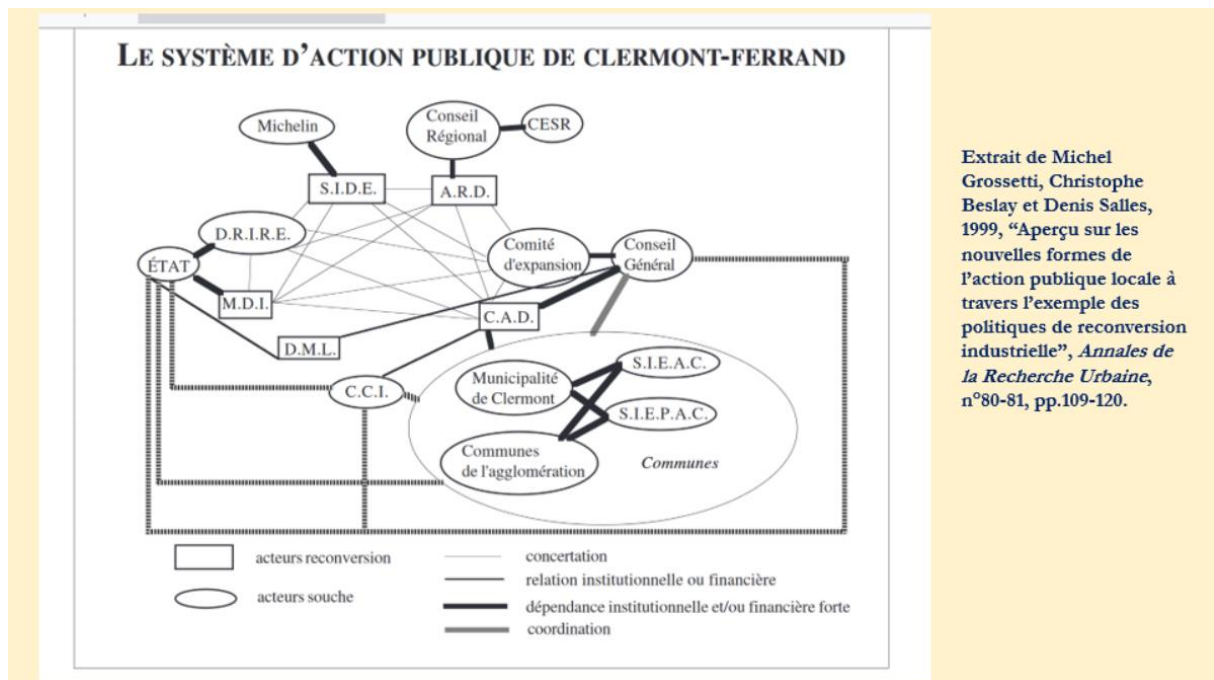 LE SYSTÈME D'ACTION PUBLIQUE DE CLERMONT-FERRAND
Michelin
Conseil
Régional
CESR
S.I.D.E.
A.R.D.
D.R.I.R.E.
ÉTAT
M.D.I.
Comité
d'expansion
Conseil
Général
C.A.D.
D.M.L.
C.C.I.
Municipalité
de Clermont
S.I.E.A.C.
S.I.E.P.A.C.
Communes
de l'agglomération
Communes
acteurs reconversion
acteurs souche
concertation
relation institutionnelle ou financière
dépendance institutionnelle et/ou financière forte
coordination
Extrait de Michel
Grossetti, Christophe
Beslay et Denis Salles,
1999, “Aperçu sur les
nouvelles formes de
l’action publique locale à
travers l’exemple des
politiques de reconversion
industrielle”, Annales de
la Recherche Urbaine,
n°80-81, pp.109-120.